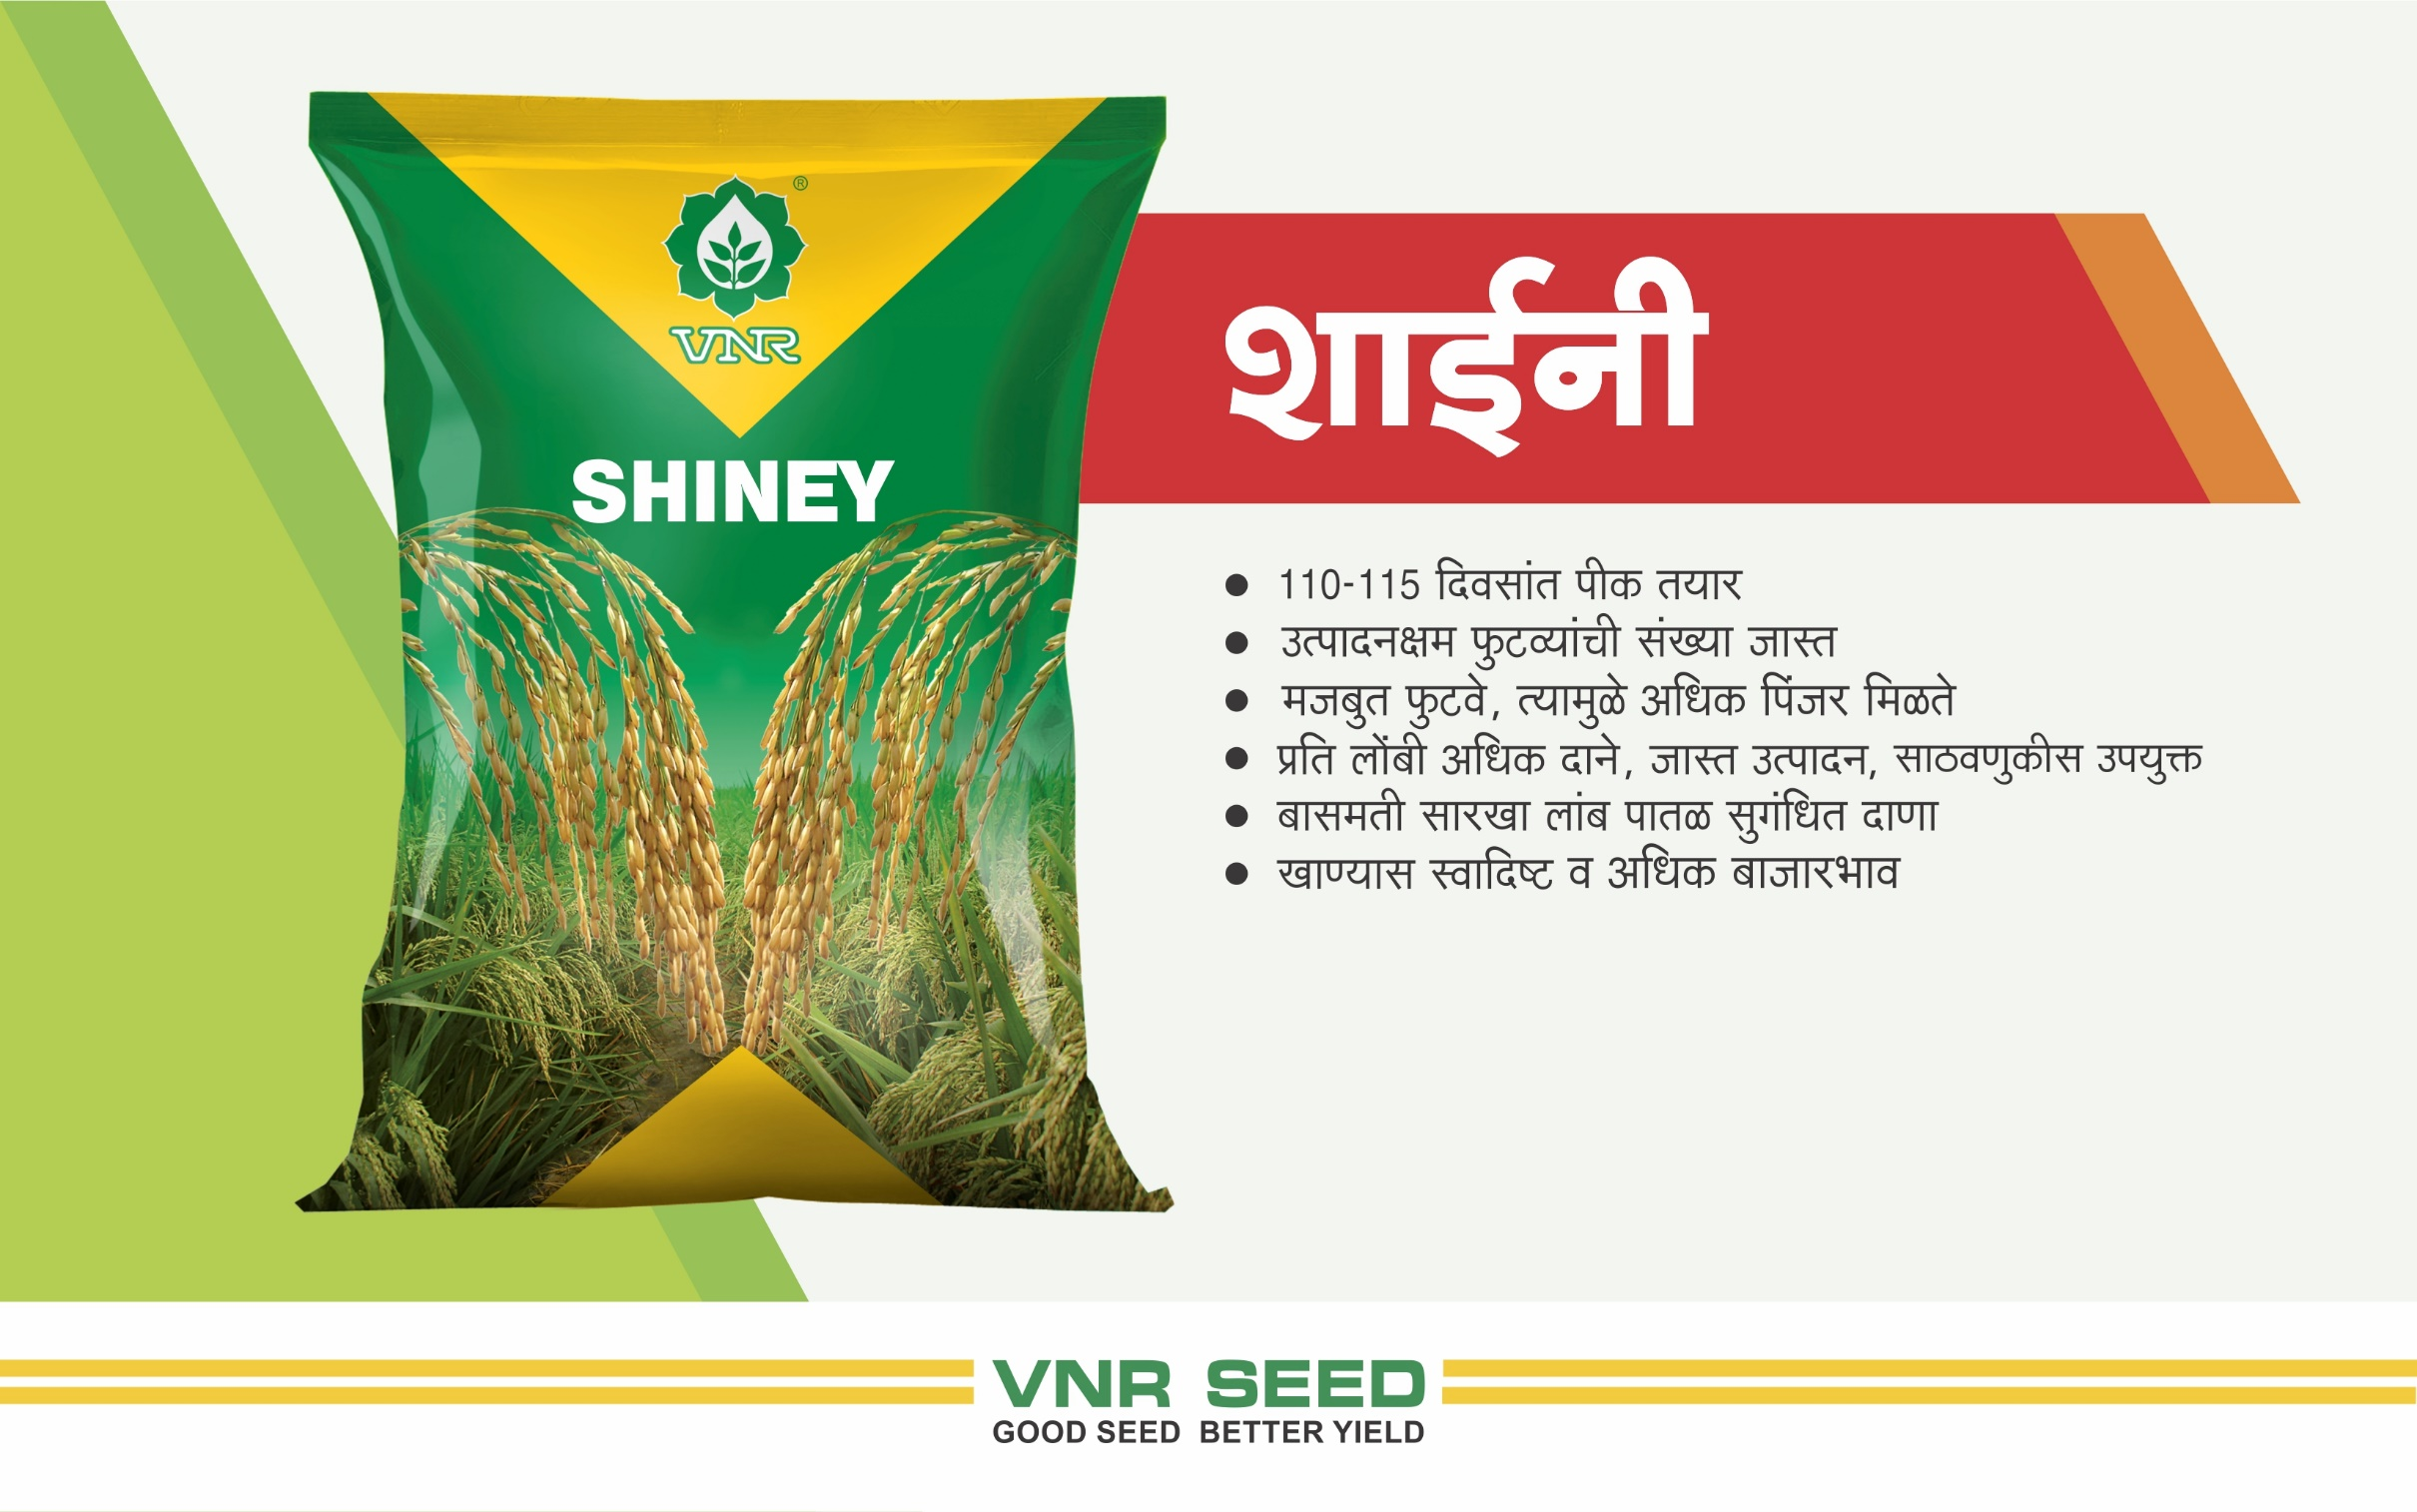 ®
VNR
SHINEY
शाईनी
● 110-115 दिवसांत पीक तयार
● उत्पादनक्षम फुटव्यांची संख्या जास्त
● मजबुत फुटवे, त्यामुळे अधिक पिंजर मिळते
● प्रति लोंबी अधिक दाने, जास्त उत्पादन, साठवणुकीस उपयुक्त
● बासमती सारखा लांब पातळ सुगंधित दाणा
● खाण्यास स्वादिष्ट व अधिक बाजारभाव
VNR SEED
GOOD SEED BETTER YIELD